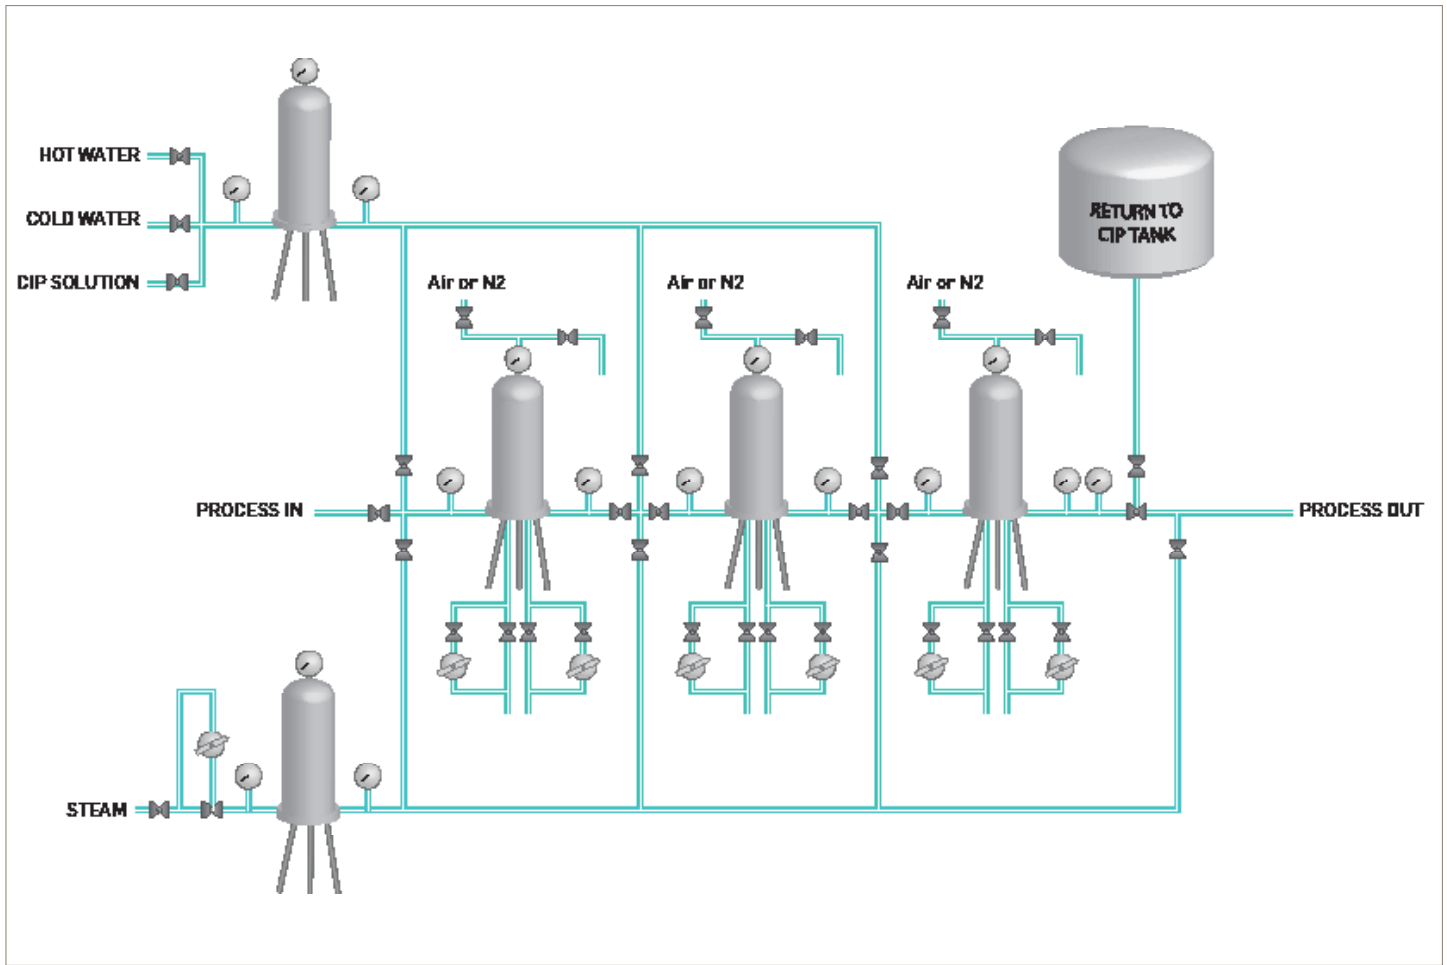 HOT WATER
COLD WATER
CIP SOLUTION
RETURN TO
CIP TANK
Air or N2
Air or N2
Air or N2
PROCESS IN
PROCESS OUT
STEAM